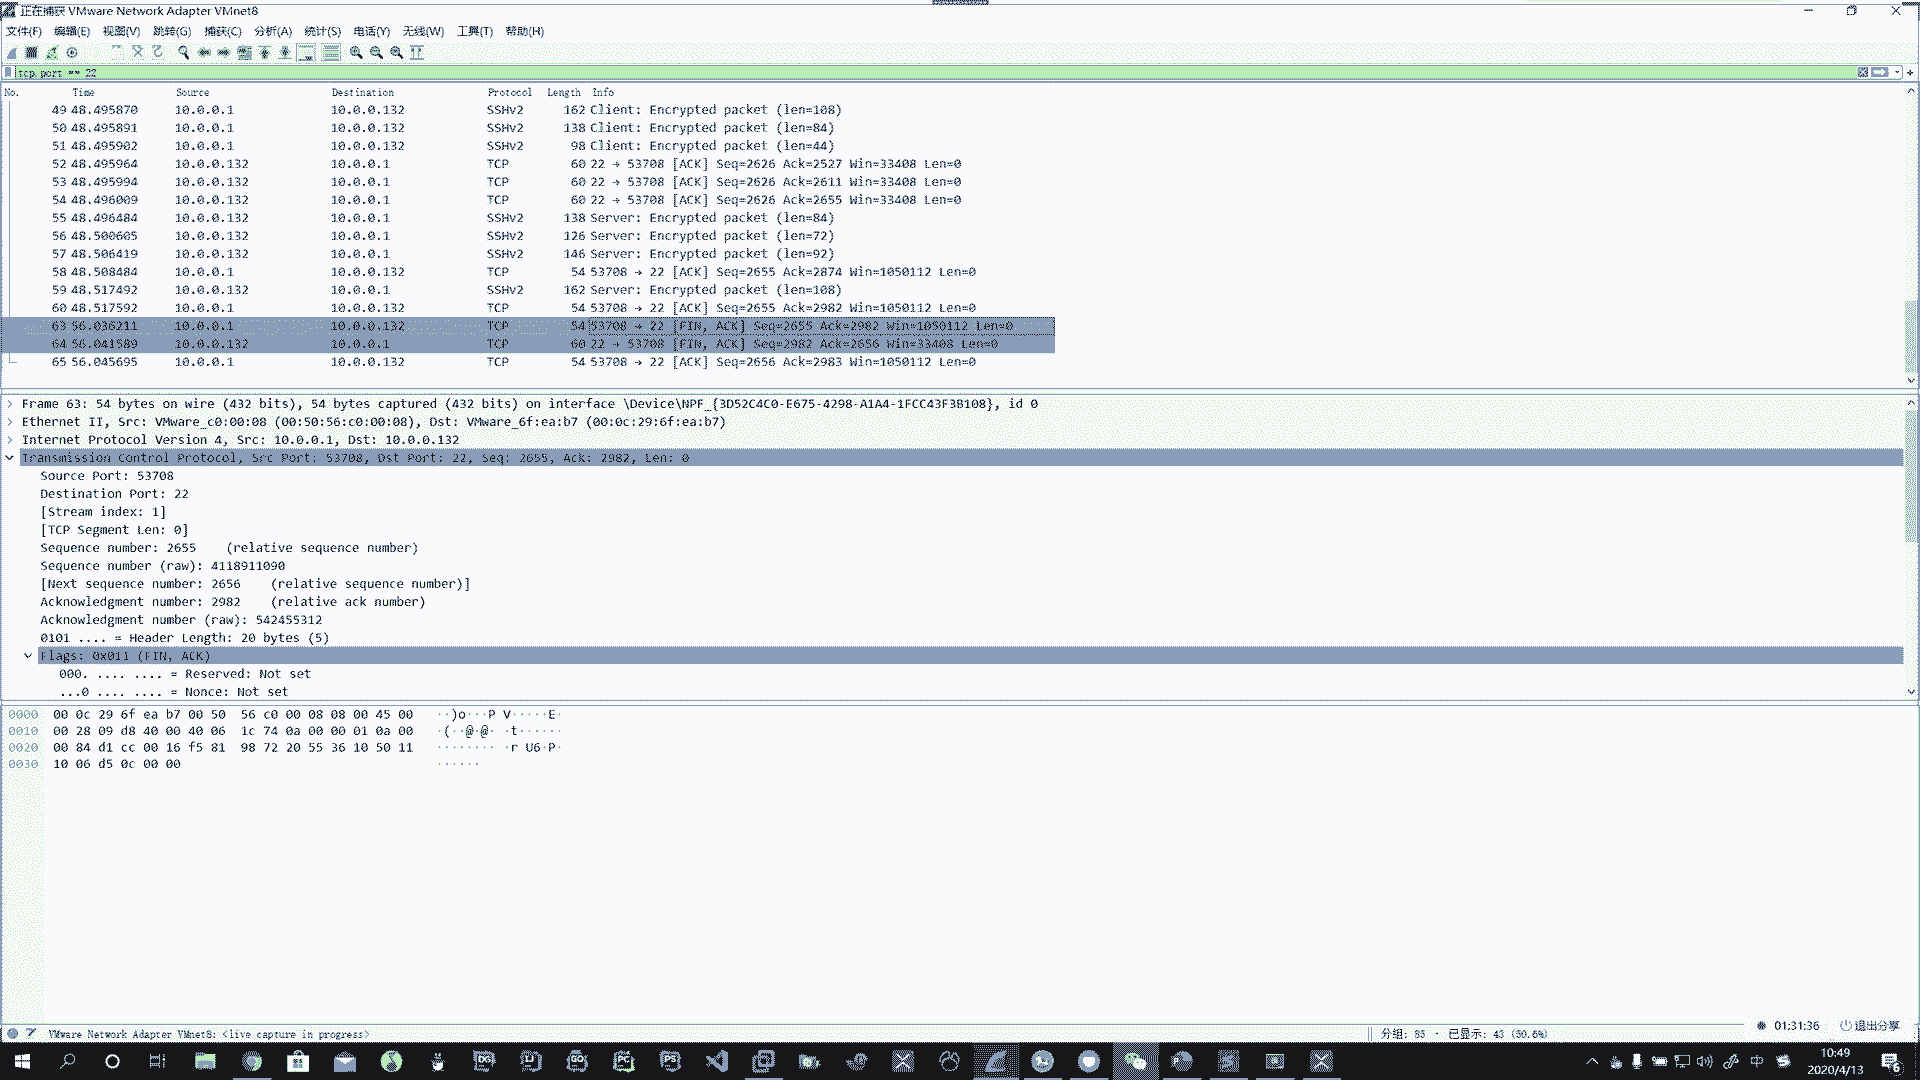 正在捕获 VMware Network Adapter VMnet8
文件(F) 编辑(E) 视图(V) 跳转(G) 捕获(C) 分析(A) 统计(S) 电话(Y) 无线(W) 工具(T) 帮助(H)
tcp.port == 22
No. Time Source Destination Protocol Length Info
49 48.495870 10.0.0.1 10.0.0.132 SSHv2 162 Client: Encrypted packet (len=108)
50 48.495891 10.0.0.1 10.0.0.132 SSHv2 138 Client: Encrypted packet (len=84)
51 48.495902 10.0.0.1 10.0.0.132 SSHv2 98 Client: Encrypted packet (len=44)
52 48.495964 10.0.0.132 10.0.0.1 TCP 60 22 → 53708 [ACK] Seq=2626 Ack=2527 Win=33408 Len=0
53 48.495994 10.0.0.132 10.0.0.1 TCP 60 22 → 53708 [ACK] Seq=2626 Ack=2611 Win=33408 Len=0
54 48.496009 10.0.0.132 10.0.0.1 TCP 60 22 → 53708 [ACK] Seq=2626 Ack=2655 Win=33408 Len=0
55 48.496484 10.0.0.132 10.0.0.1 SSHv2 138 Server: Encrypted packet (len=84)
56 48.500605 10.0.0.132 10.0.0.1 SSHv2 126 Server: Encrypted packet (len=72)
57 48.506419 10.0.0.132 10.0.0.1 SSHv2 146 Server: Encrypted packet (len=92)
58 48.508484 10.0.0.1 10.0.0.132 TCP 54 53708 → 22 [ACK] Seq=2655 Ack=2874 Win=1050112 Len=0
59 48.517492 10.0.0.132 10.0.0.1 SSHv2 162 Server: Encrypted packet (len=108)
60 48.517592 10.0.0.1 10.0.0.132 TCP 54 53708 → 22 [ACK] Seq=2655 Ack=2982 Win=1050112 Len=0
63 56.036211 10.0.0.1 10.0.0.132 TCP 54 53708 → 22 [FIN, ACK] Seq=2655 Ack=2982 Win=1050112 Len=0
64 56.041589 10.0.0.132 10.0.0.1 TCP 60 22 → 53708 [FIN, ACK] Seq=2982 Ack=2656 Win=33408 Len=0
65 56.045695 10.0.0.1 10.0.0.132 TCP 54 53708 → 22 [ACK] Seq=2656 Ack=2983 Win=1050112 Len=0
Frame 63: 54 bytes on wire (432 bits), 54 bytes captured (432 bits) on interface \Device\NPF_{3D52C4C0-E675-4298-A1A4-1FCC43F3B108}, id 0
Ethernet II, Src: VMware_c0:00:08 (00:50:56:c0:00:08), Dst: VMware_6f:ea:b7 (00:0c:29:6f:ea:b7)
Internet Protocol Version 4, Src: 10.0.0.1, Dst: 10.0.0.132
Transmission Control Protocol, Src Port: 53708, Dst Port: 22, Seq: 2655, Ack: 2982, Len: 0
Source Port: 53708
Destination Port: 22
[Stream index: 1]
[TCP Segment Len: 0]
Sequence number: 2655 (relative sequence number)
Sequence number (raw): 4118911090
[Next sequence number: 2656 (relative sequence number)]
Acknowledgment number: 2982 (relative ack number)
Acknowledgment number (raw): 542455312
0101 .... = Header Length: 20 bytes (5)
Flags: 0x011 (FIN, ACK)
000. .... .... = Reserved: Not set
...0 .... .... = Nonce: Not set
0000 00 0c 29 6f ea b7 00 50 56 c0 00 08 08 00 45 00 ··)o···P V·····E·
0010 00 28 09 d8 40 00 40 06 1c 74 0a 00 00 01 0a 00 ·(··@·@· ·t······
0020 00 84 d1 cc 00 16 f5 81 98 72 20 55 36 10 50 11 ········ ·r U6·P·
0030 10 06 d5 0c 00 00 ······
VMware Network Adapter VMnet8: <live capture in progress>
分组: 85 · 已显示: 43 (50.6%)
01:31:36 退出分享
DG IJ GO PC PS
中
10:49
2020/4/13
6